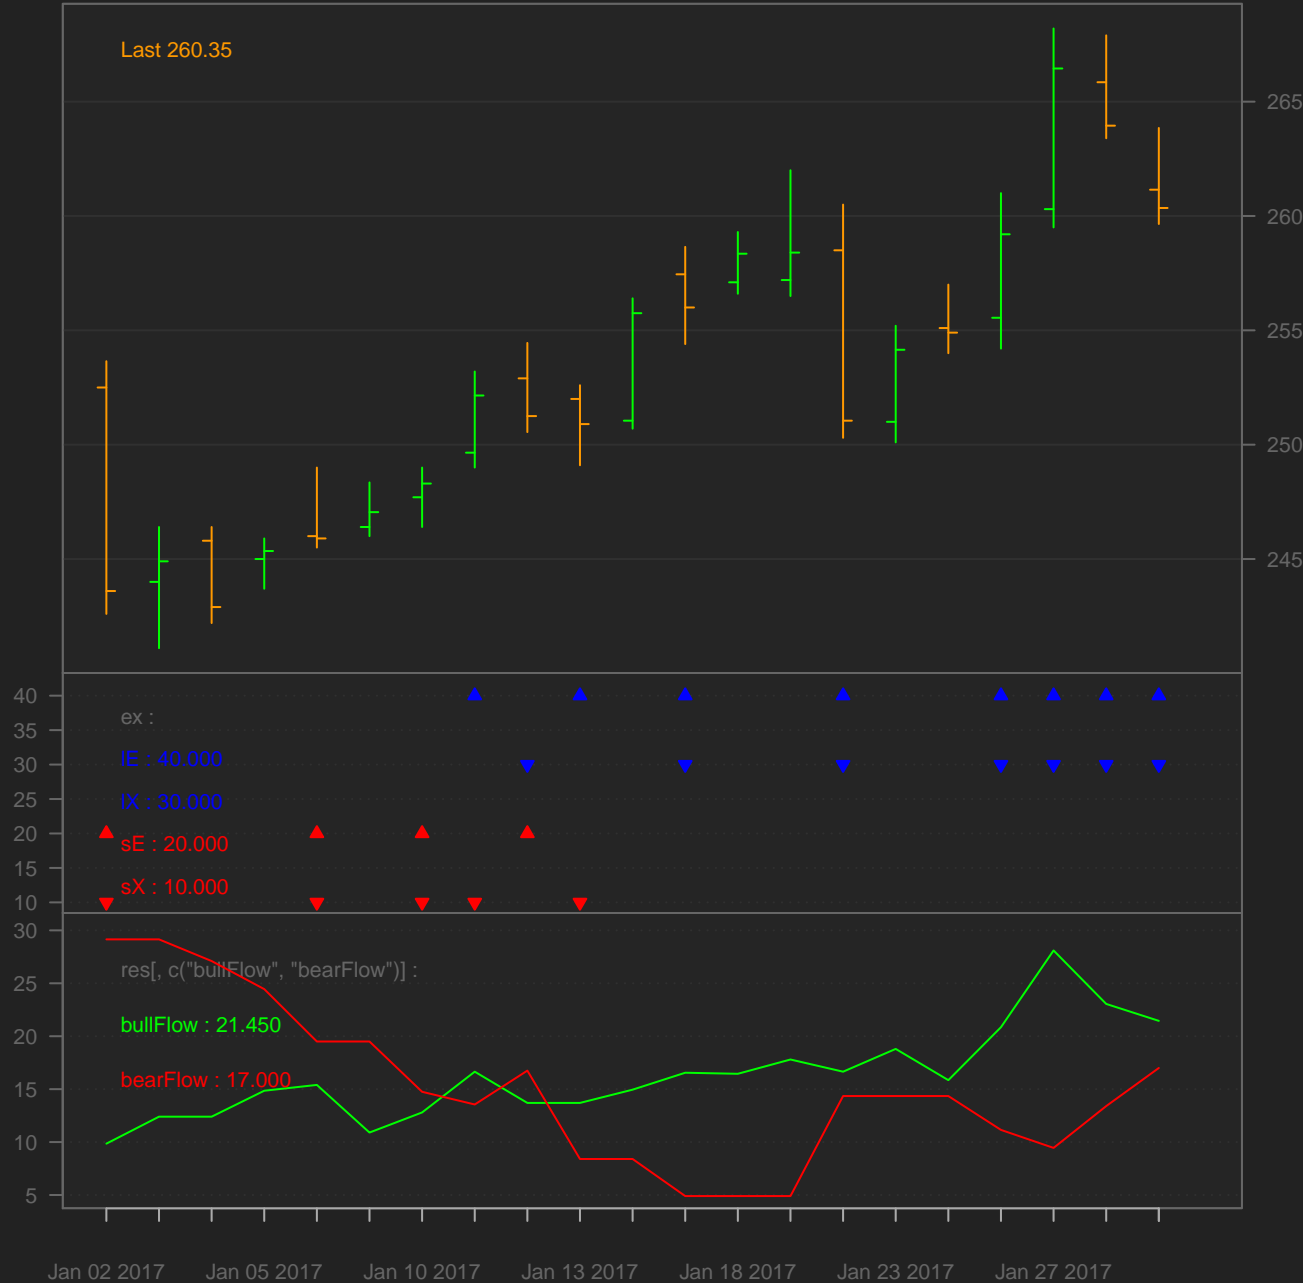 Last 260.35
265
260
255
250
245
40
35
30
25
20
15
10
ex :
lE : 40.000
lX : 30.000
sE : 20.000
sX : 10.000
30
25
20
15
10
5
res[, c("bullFlow", "bearFlow")] :
bullFlow : 21.450
bearFlow : 17.000
Jan 02 2017 Jan 05 2017 Jan 10 2017 Jan 13 2017 Jan 18 2017 Jan 23 2017 Jan 27 2017